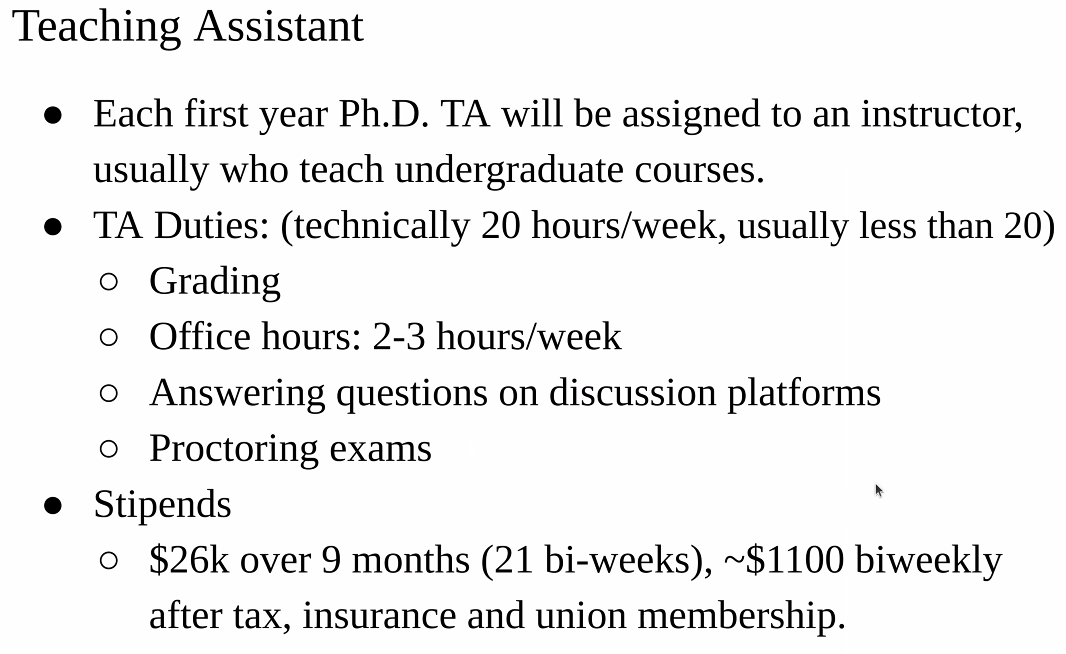 Teaching Assistant
● Each first year Ph.D. TA will be assigned to an instructor,
usually who teach undergraduate courses.
● TA Duties: (technically 20 hours/week, usually less than 20)
○ Grading
○ Office hours: 2-3 hours/week
○ Answering questions on discussion platforms
○ Proctoring exams
● Stipends
○ $26k over 9 months (21 bi-weeks), ~$1100 biweekly
after tax, insurance and union membership.